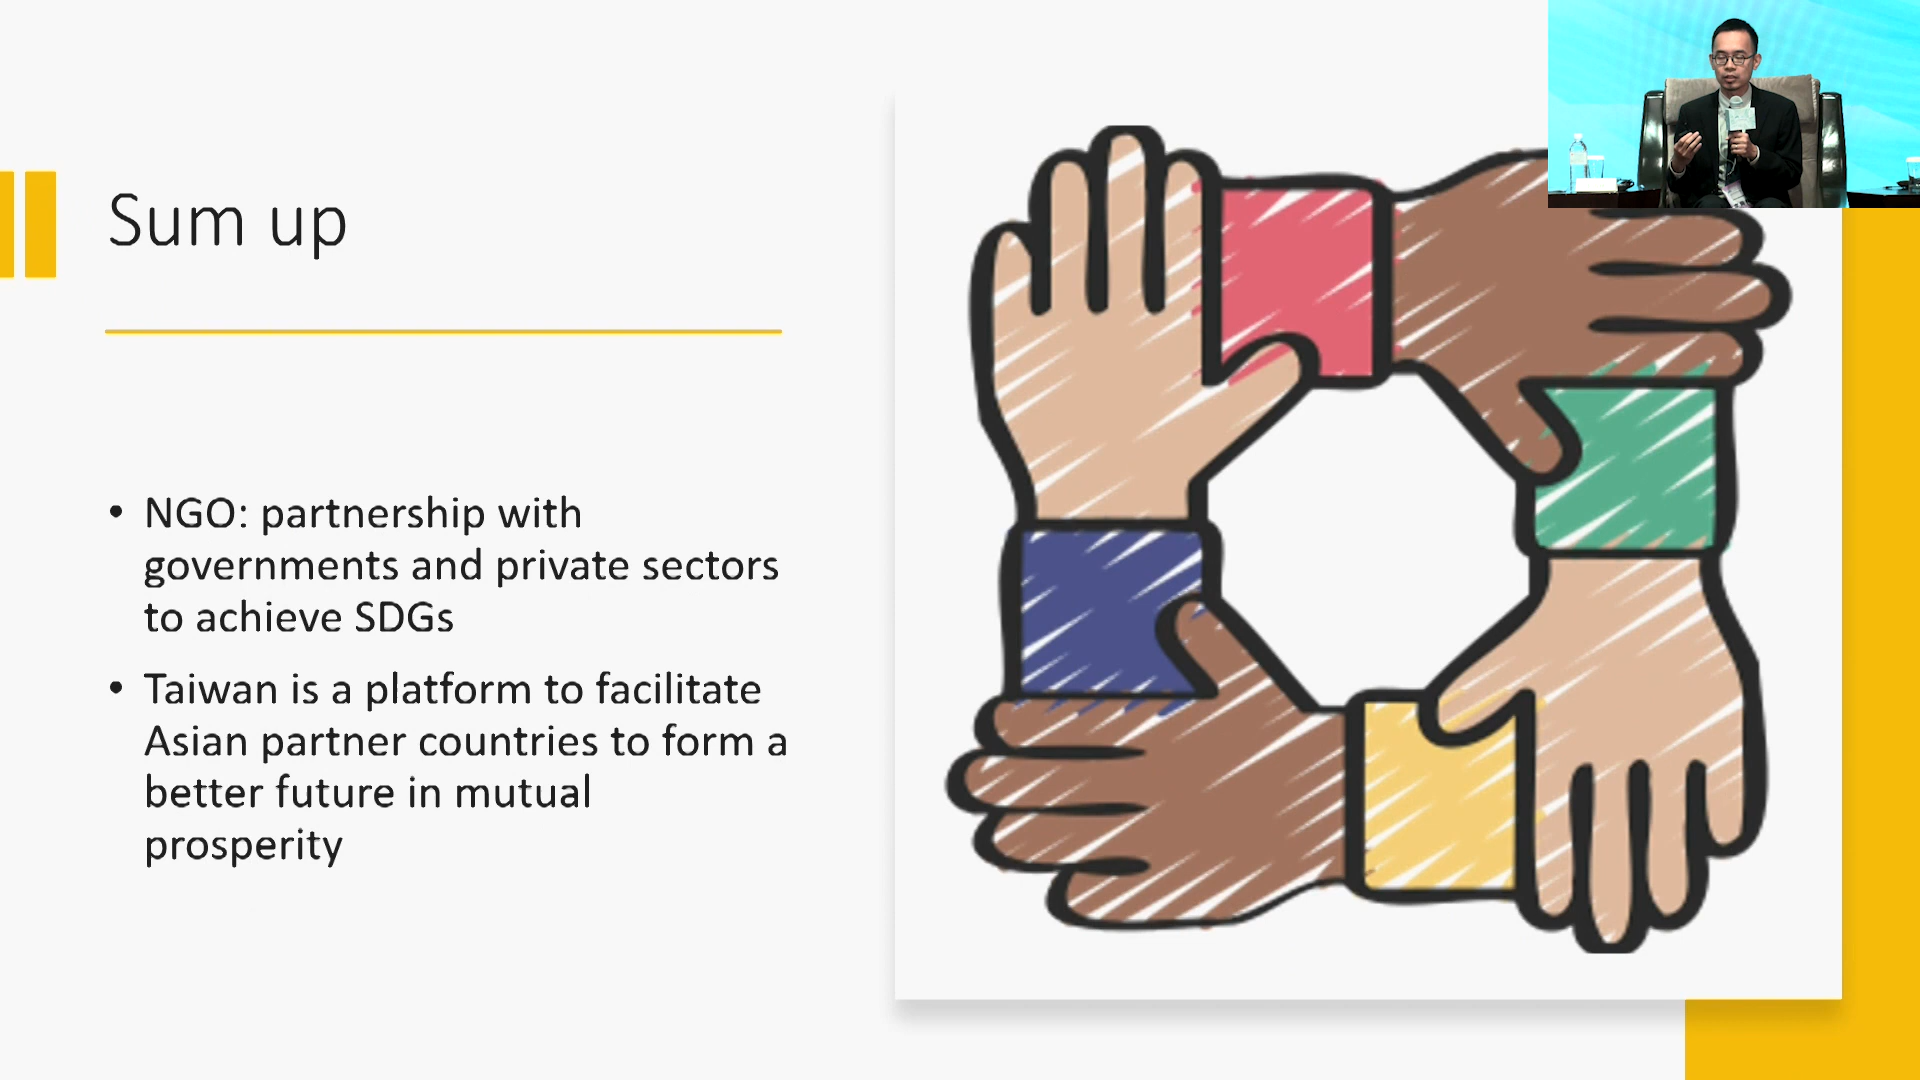 Sum up
• NGO: partnership with
governments and private sectors
to achieve SDGs
• Taiwan is a platform to facilitate
Asian partner countries to form a
better future in mutual
prosperity